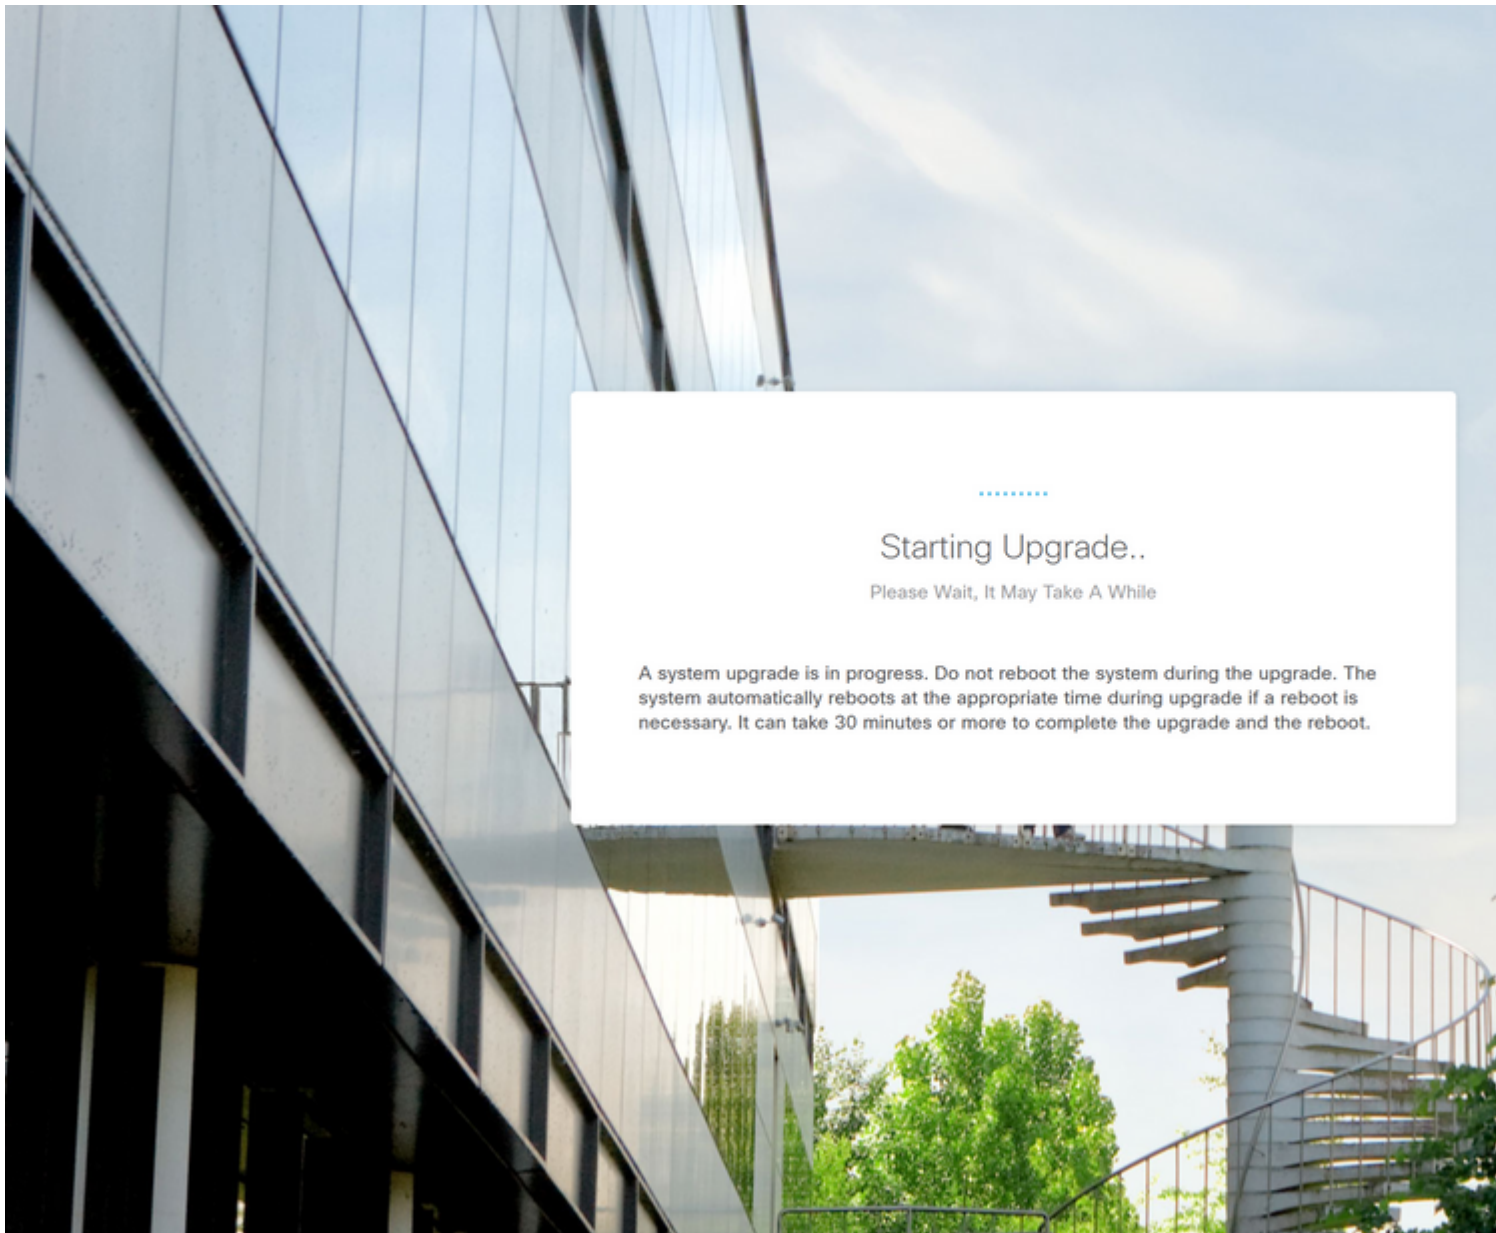 Starting Upgrade..
Please Wait, It May Take A While
A system upgrade is in progress. Do not reboot the system during the upgrade. The
system automatically reboots at the appropriate time during upgrade if a reboot is
necessary. It can take 30 minutes or more to complete the upgrade and the reboot.